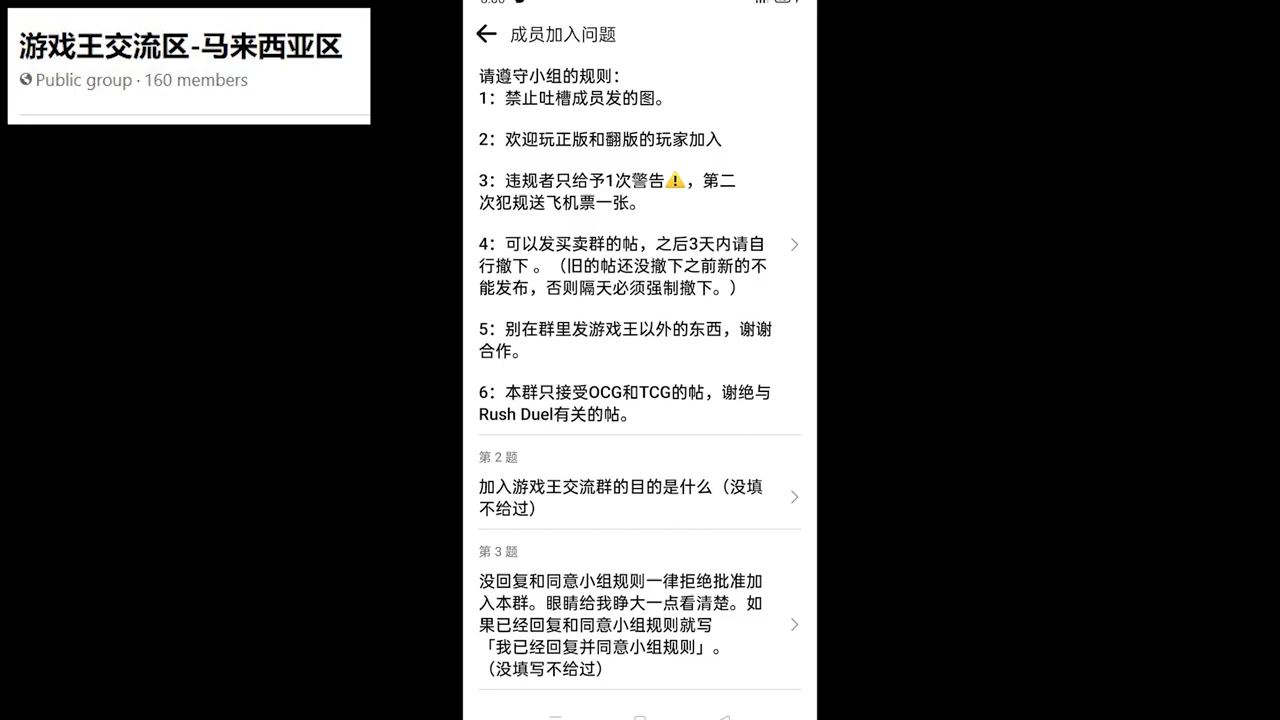 游戏王交流区-马来西亚区
Public group · 160 members
成员加入问题
请遵守小组的规则：
1：禁止吐槽成员发的图。
2：欢迎玩正版和翻版的玩家加入
3：违规者只给予1次警告⚠️，第二
次犯规送飞机票一张。
4：可以发买卖群的帖，之后3天内请自
行撤下 。（旧的帖还没撤下之前新的不
能发布，否则隔天必须强制撤下。）
5：别在群里发游戏王以外的东西，谢谢
合作。
6：本群只接受OCG和TCG的帖，谢绝与
Rush Duel有关的帖。
第 2 题
加入游戏王交流群的目的是什么（没填
不给过）
第 3 题
没回复和同意小组规则一律拒绝批准加
入本群。眼睛给我睁大一点看清楚。如
果已经回复和同意小组规则就写
「我已经回复并同意小组规则」。
（没填写不给过）